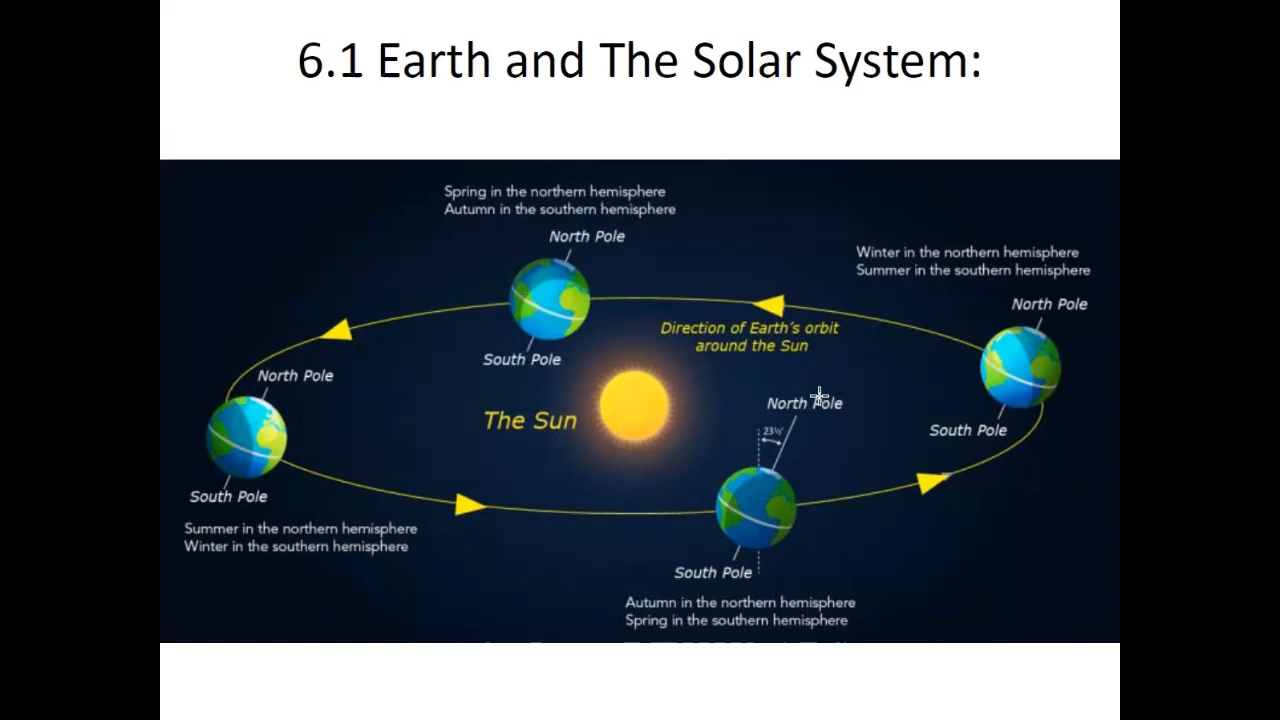 6.1 Earth and The Solar System:
Spring in the northern hemisphere
Autumn in the southern hemisphere
North Pole
South Pole
Winter in the northern hemisphere
Summer in the southern hemisphere
North Pole
South Pole
Direction of Earth's orbit
around the Sun
North Pole
South Pole
Summer in the northern hemisphere
Winter in the southern hemisphere
The Sun
North Pole
23½°
South Pole
Autumn in the northern hemisphere
Spring in the southern hemisphere